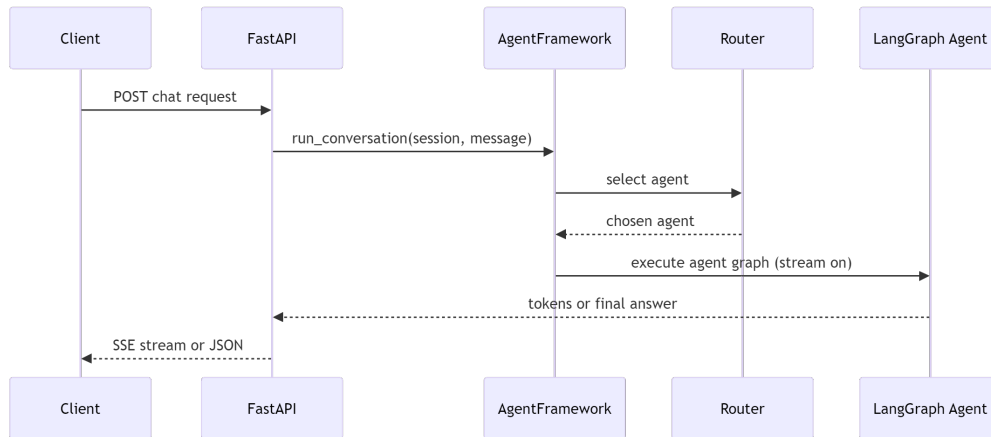 Client
FastAPI
AgentFramework
Router
LangGraph Agent
POST chat request
run_conversation(session, message)
select agent
chosen agent
execute agent graph (stream on)
tokens or final answer
SSE stream or JSON
Client
FastAPI
AgentFramework
Router
LangGraph Agent